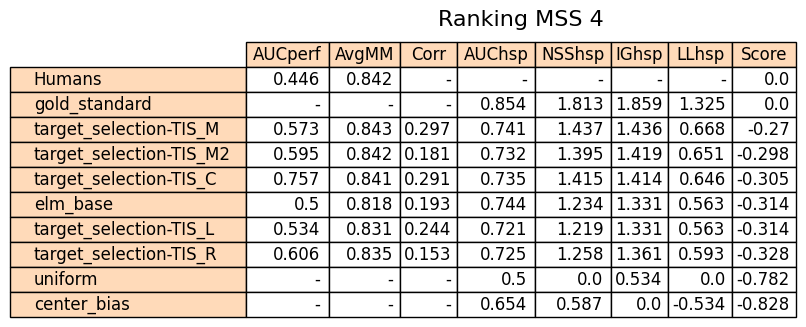 Ranking MSS 4
AUCperf AvgMM Corr AUChsp NSShsp IGhsp LLhsp Score
Humans 0.446 0.842 - - - - - 0.0
gold_standard - - - 0.854 1.813 1.859 1.325 0.0
target_selection-TIS_M 0.573 0.843 0.297 0.741 1.437 1.436 0.668 -0.27
target_selection-TIS_M2 0.595 0.842 0.181 0.732 1.395 1.419 0.651 -0.298
target_selection-TIS_C 0.757 0.841 0.291 0.735 1.415 1.414 0.646 -0.305
elm_base 0.5 0.818 0.193 0.744 1.234 1.331 0.563 -0.314
target_selection-TIS_L 0.534 0.831 0.244 0.721 1.219 1.331 0.563 -0.314
target_selection-TIS_R 0.606 0.835 0.153 0.725 1.258 1.361 0.593 -0.328
uniform - - - 0.5 0.0 0.534 0.0 -0.782
center_bias - - - 0.654 0.587 0.0 -0.534 -0.828